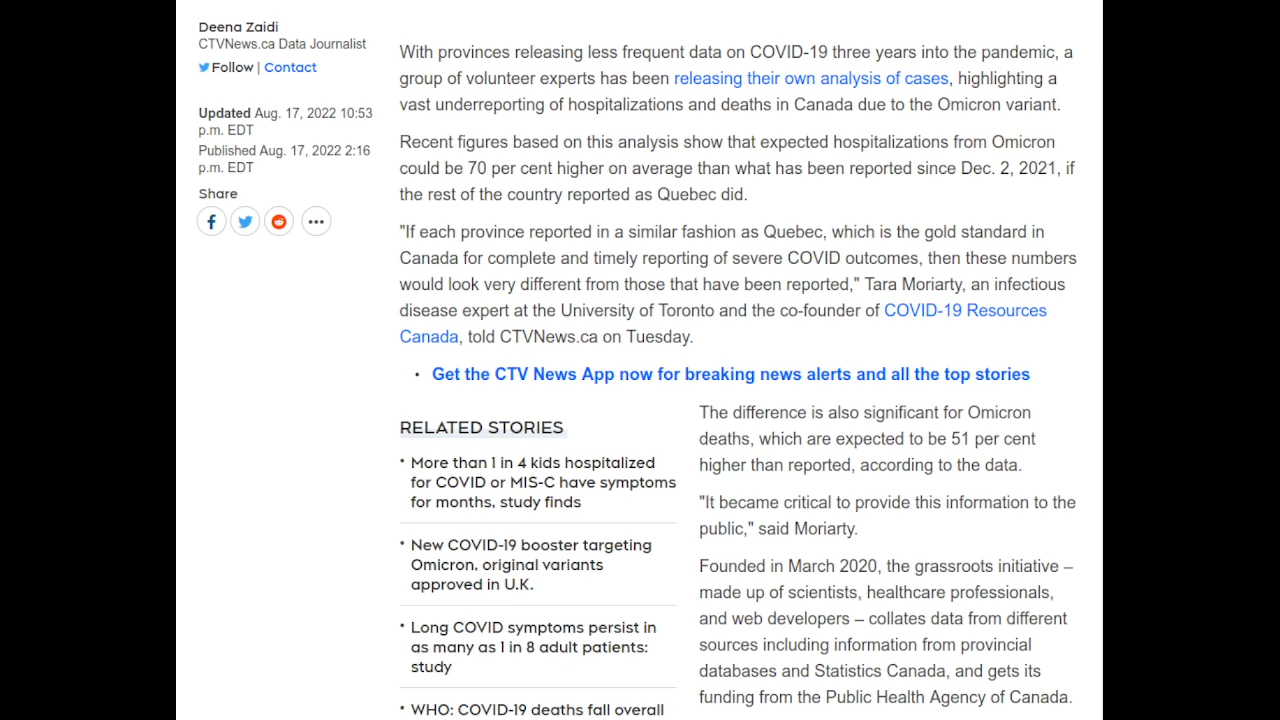 Deena Zaidi
CTVNews.ca Data Journalist
Follow | Contact
Updated Aug. 17, 2022 10:53
p.m. EDT
Published Aug. 17, 2022 2:16
p.m. EDT
Share
With provinces releasing less frequent data on COVID-19 three years into the pandemic, a
group of volunteer experts has been releasing their own analysis of cases, highlighting a
vast underreporting of hospitalizations and deaths in Canada due to the Omicron variant.
Recent figures based on this analysis show that expected hospitalizations from Omicron
could be 70 per cent higher on average than what has been reported since Dec. 2, 2021, if
the rest of the country reported as Quebec did.
"If each province reported in a similar fashion as Quebec, which is the gold standard in
Canada for complete and timely reporting of severe COVID outcomes, then these numbers
would look very different from those that have been reported," Tara Moriarty, an infectious
disease expert at the University of Toronto and the co-founder of COVID-19 Resources
Canada, told CTVNews.ca on Tuesday.
• Get the CTV News App now for breaking news alerts and all the top stories
RELATED STORIES
• More than 1 in 4 kids hospitalized
for COVID or MIS-C have symptoms
for months, study finds
• New COVID-19 booster targeting
Omicron, original variants
approved in U.K.
• Long COVID symptoms persist in
as many as 1 in 8 adult patients:
study
• WHO: COVID-19 deaths fall overall
The difference is also significant for Omicron
deaths, which are expected to be 51 per cent
higher than reported, according to the data.
"It became critical to provide this information to the
public," said Moriarty.
Founded in March 2020, the grassroots initiative –
made up of scientists, healthcare professionals,
and web developers – collates data from different
sources including information from provincial
databases and Statistics Canada, and gets its
funding from the Public Health Agency of Canada.